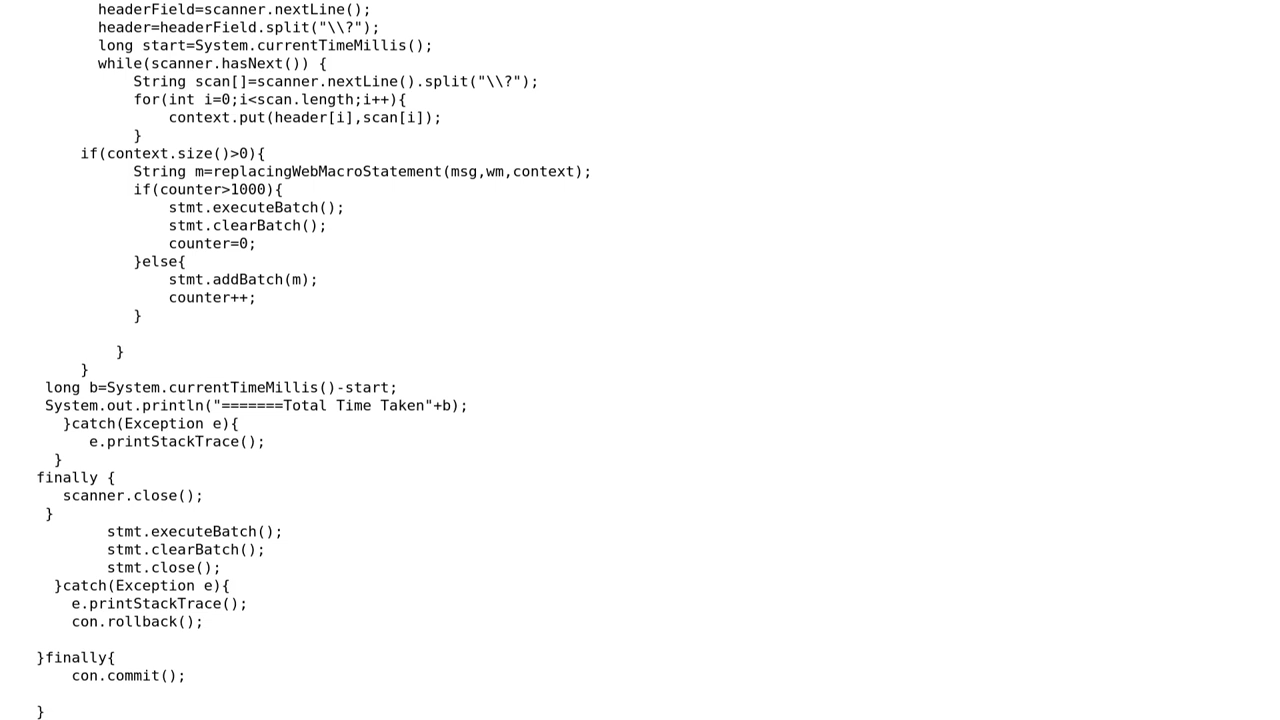 headerField=scanner.nextLine();
header=headerField.split("\\?");
long start=System.currentTimeMillis();
while(scanner.hasNext()) {
String scan[]=scanner.nextLine().split("\\?");
for(int i=0;i<scan.length;i++){
context.put(header[i],scan[i]);
}
if(context.size()>0){
String m=replacingWebMacroStatement(msg,wm,context);
if(counter>1000){
stmt.executeBatch();
stmt.clearBatch();
counter=0;
}else{
stmt.addBatch(m);
counter++;
}
}
}
long b=System.currentTimeMillis()-start;
System.out.println("=======Total Time Taken"+b);
}catch(Exception e){
e.printStackTrace();
}
finally {
scanner.close();
}
stmt.executeBatch();
stmt.clearBatch();
stmt.close();
}catch(Exception e){
e.printStackTrace();
con.rollback();
}finally{
con.commit();
}